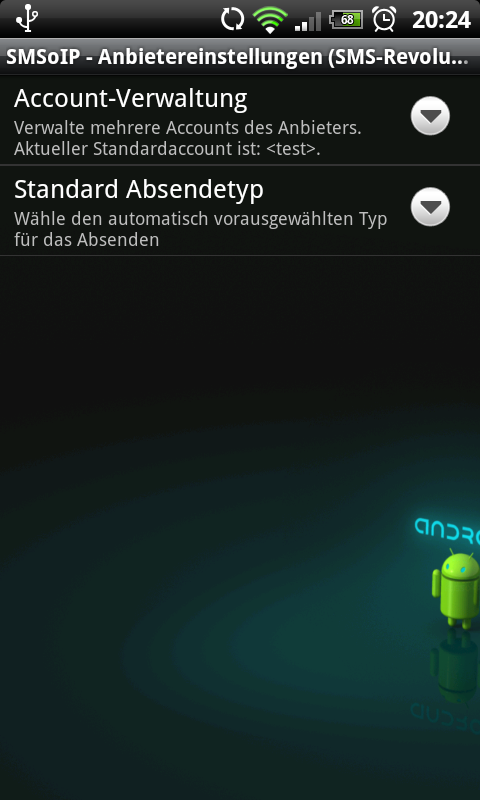 68
20:24
SMSoIP - Anbietereinstellungen (SMS-Revolu...
Account-Verwaltung
Verwalte mehrere Accounts des Anbieters.
Aktueller Standardaccount ist: <test>.
Standard Absendetyp
Wähle den automatisch vorausgewählten Typ
für das Absenden
ANDRO